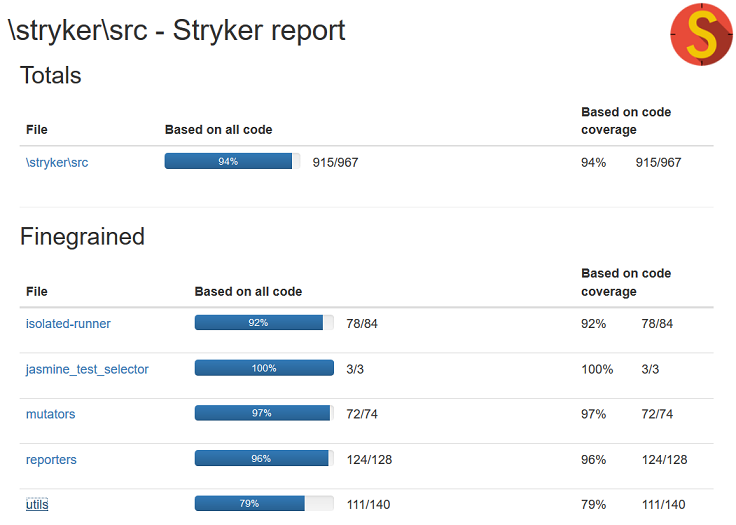 \stryker\src - Stryker report
S
Totals
File Based on all code Based on code
coverage
\stryker\src 94% 915/967 94% 915/967
Finegrained
File Based on all code Based on code
coverage
isolated-runner 92% 78/84 92% 78/84
jasmine_test_selector 100% 3/3 100% 3/3
mutators 97% 72/74 97% 72/74
reporters 96% 124/128 96% 124/128
utils 79% 111/140 79% 111/140